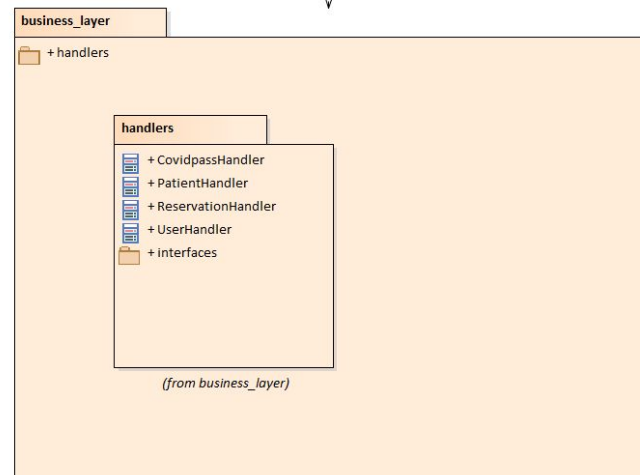 business_layer
+ handlers
handlers
+ CovidpassHandler
+ PatientHandler
+ ReservationHandler
+ UserHandler
+ interfaces
(from business_layer)